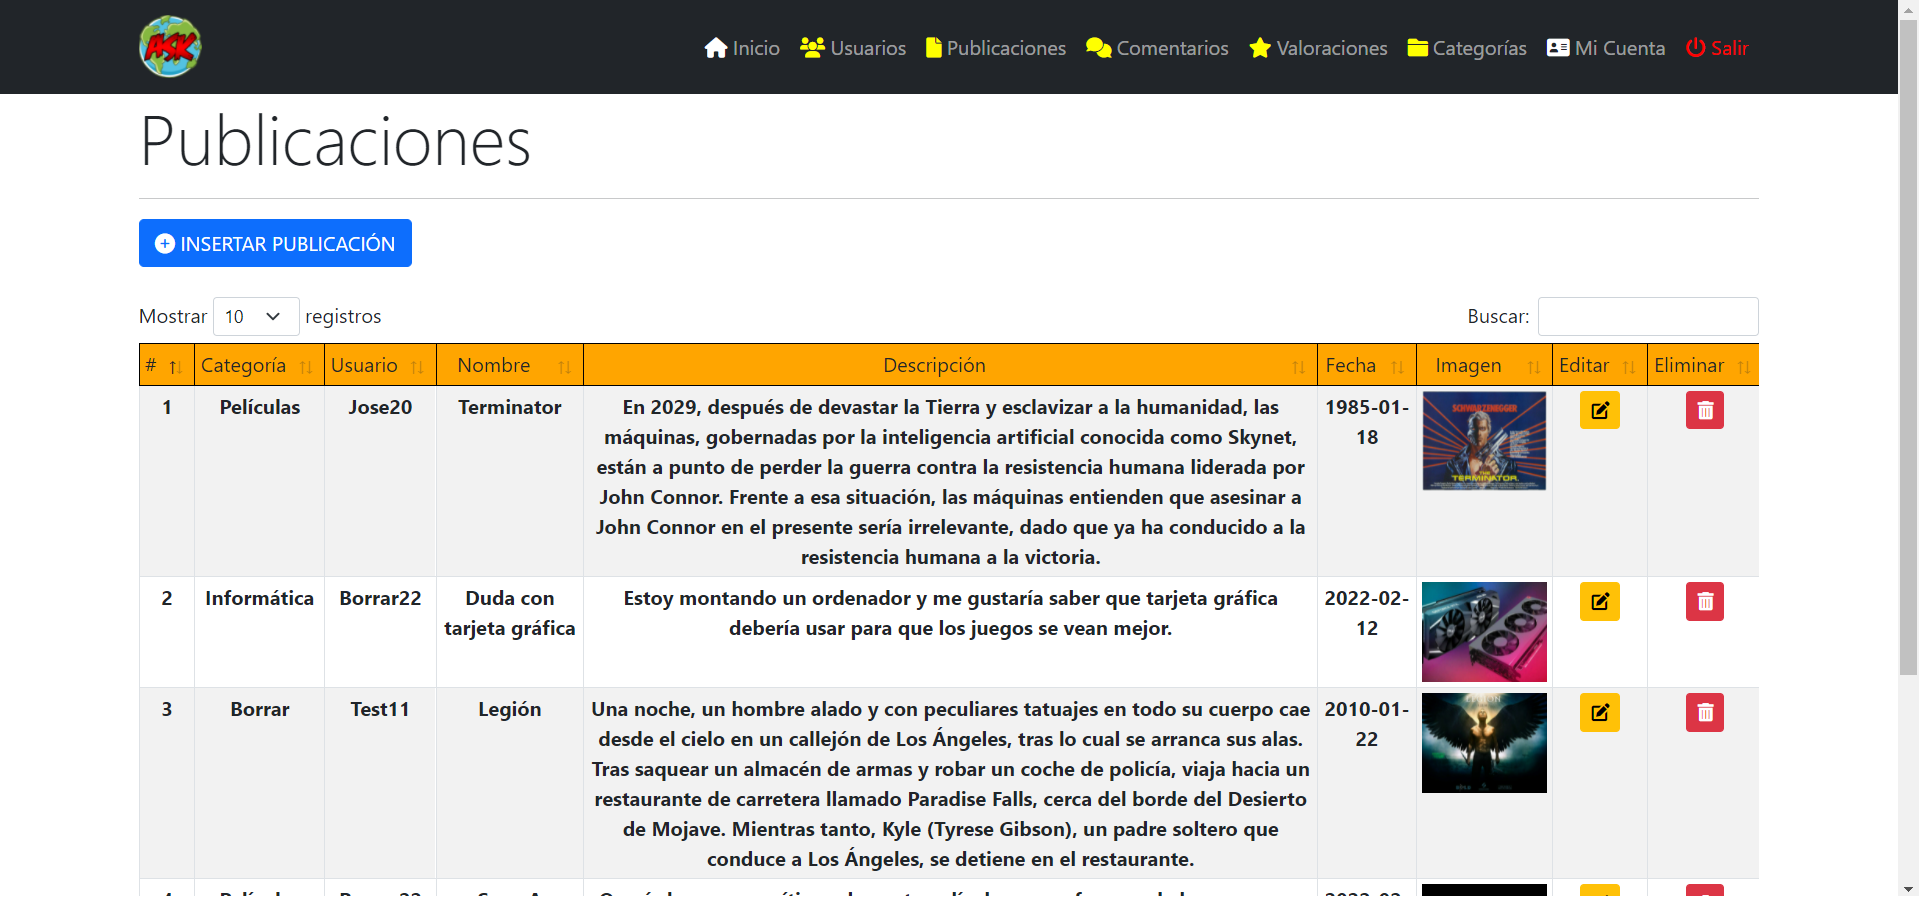 ASK
Inicio Usuarios Publicaciones Comentarios Valoraciones Categorías Mi Cuenta Salir
Publicaciones
INSERTAR PUBLICACIÓN
Mostrar 10 registros
Buscar:
# Categoría Usuario Nombre Descripción Fecha Imagen Editar Eliminar
1 Películas Jose20 Terminator En 2029, después de devastar la Tierra y esclavizar a la humanidad, las 1985-01-
máquinas, gobernadas por la inteligencia artificial conocida como Skynet, 18
están a punto de perder la guerra contra la resistencia humana liderada por
John Connor. Frente a esa situación, las máquinas entienden que asesinar a
John Connor en el presente sería irrelevante, dado que ya ha conducido a la
resistencia humana a la victoria.
SCHWARZENEGGER
THE
TERMINATOR.
2 Informática Borrar22 Duda con Estoy montando un ordenador y me gustaría saber que tarjeta gráfica 2022-02-
tarjeta gráfica debería usar para que los juegos se vean mejor. 12
3 Borrar Test11 Legión Una noche, un hombre alado y con peculiares tatuajes en todo su cuerpo cae 2010-01-
desde el cielo en un callejón de Los Ángeles, tras lo cual se arranca sus alas. 22
Tras saquear un almacén de armas y robar un coche de policía, viaja hacia un
restaurante de carretera llamado Paradise Falls, cerca del borde del Desierto
de Mojave. Mientras tanto, Kyle (Tyrese Gibson), un padre soltero que
conduce a Los Ángeles, se detiene en el restaurante.